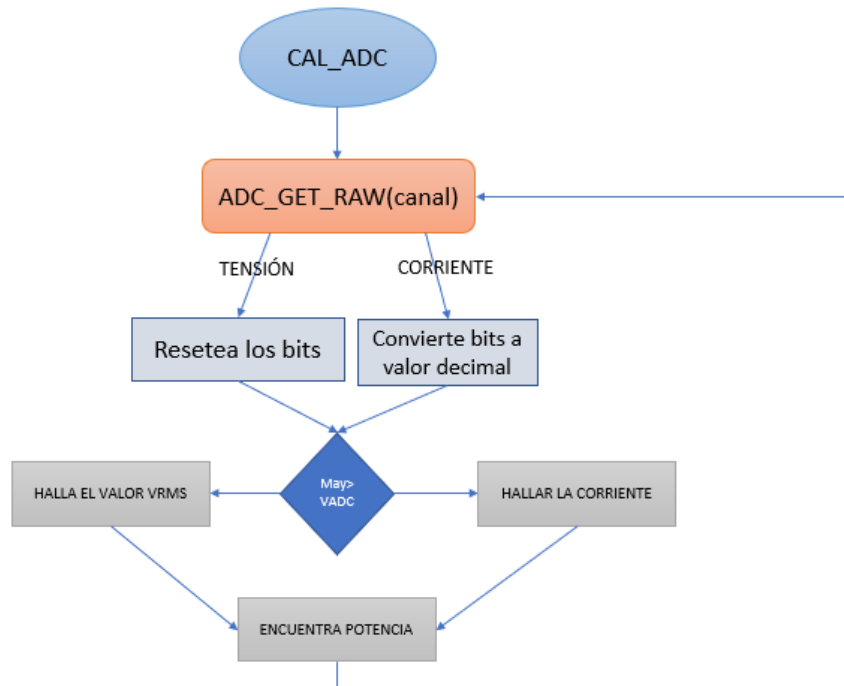 CAL_ADC
ADC_GET_RAW(canal)
TENSIÓN
CORRIENTE
Resetea los bits
Convierte bits a
valor decimal
May>
VADC
HALLA EL VALOR VRMS
HALLAR LA CORRIENTE
ENCUENTRA POTENCIA